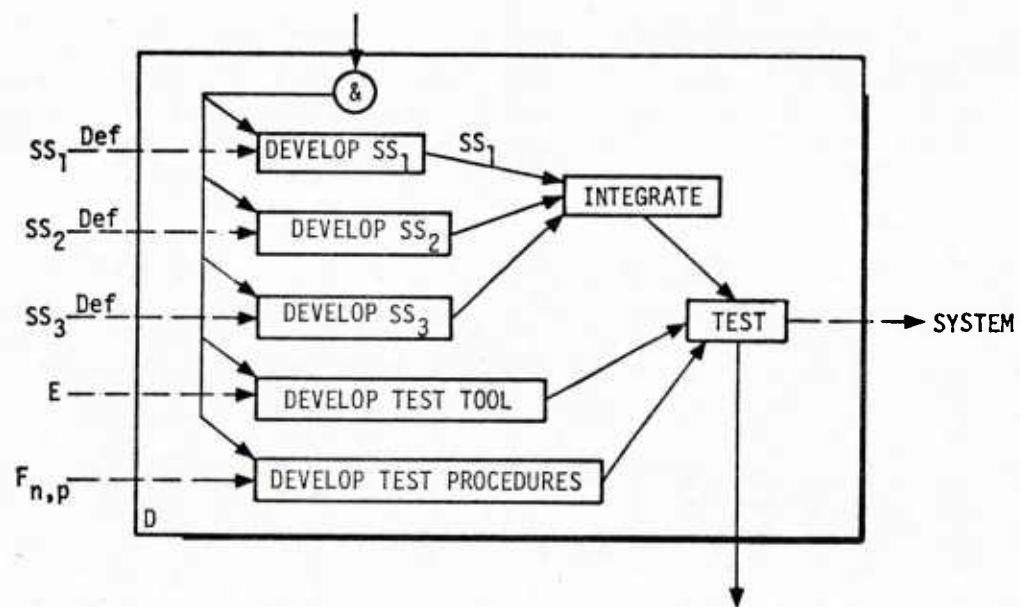 &
SS1 Def
DEVELOP SS1
SS1
INTEGRATE
SS2 Def
DEVELOP SS2
SS3 Def
DEVELOP SS3
TEST
SYSTEM
E
DEVELOP TEST TOOL
Fn,p
DEVELOP TEST PROCEDURES
D